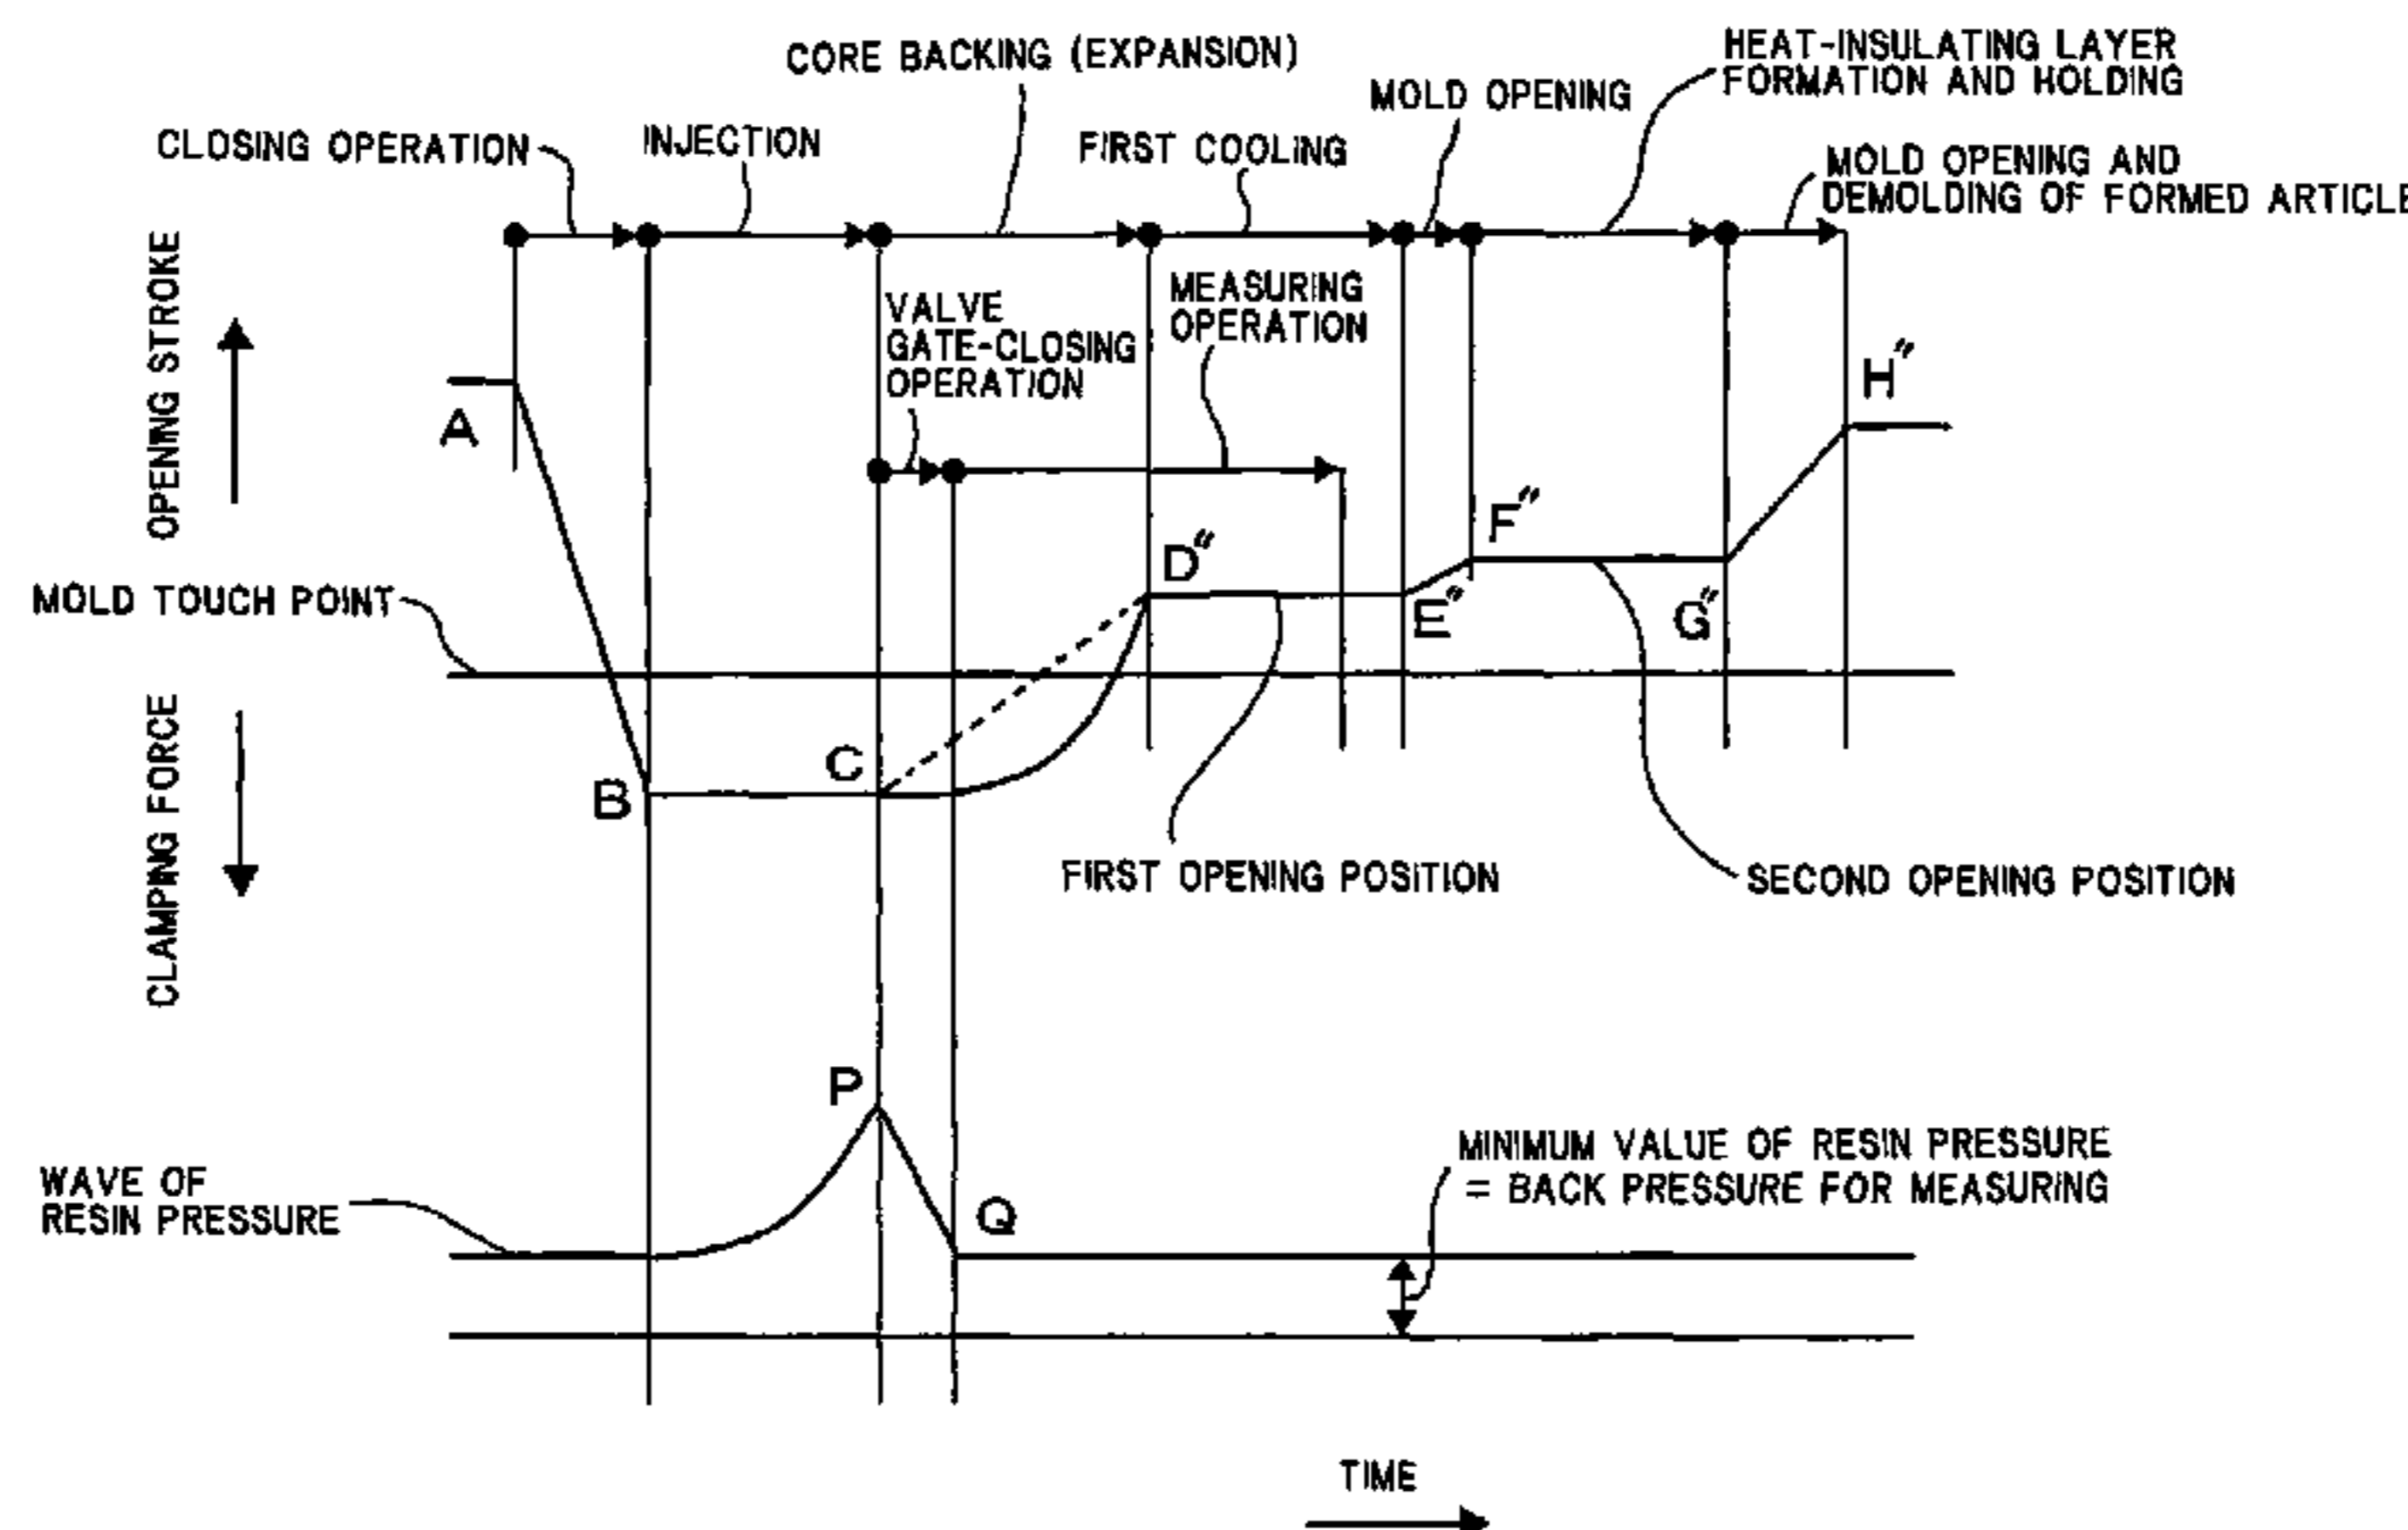 CORE BACKING (EXPANSION)
HEAT-INSULATING LAYER
FORMATION AND HOLDING
MOLD OPENING
CLOSING OPERATION
INJECTION
FIRST COOLING
MOLD OPENING AND
DEMOLDING OF FORMED ARTICLE
OPENING STROKE
VALVE
GATE-CLOSING
OPERATION
MEASURING
OPERATION
A
H"
F"
D"
MOLD TOUCH POINT
E"
G"
CLAMPING FORCE
C
B
FIRST OPENING POSITION
SECOND OPENING POSITION
P
WAVE OF
RESIN PRESSURE
Q
MINIMUM VALUE OF RESIN PRESSURE
= BACK PRESSURE FOR MEASURING
TIME